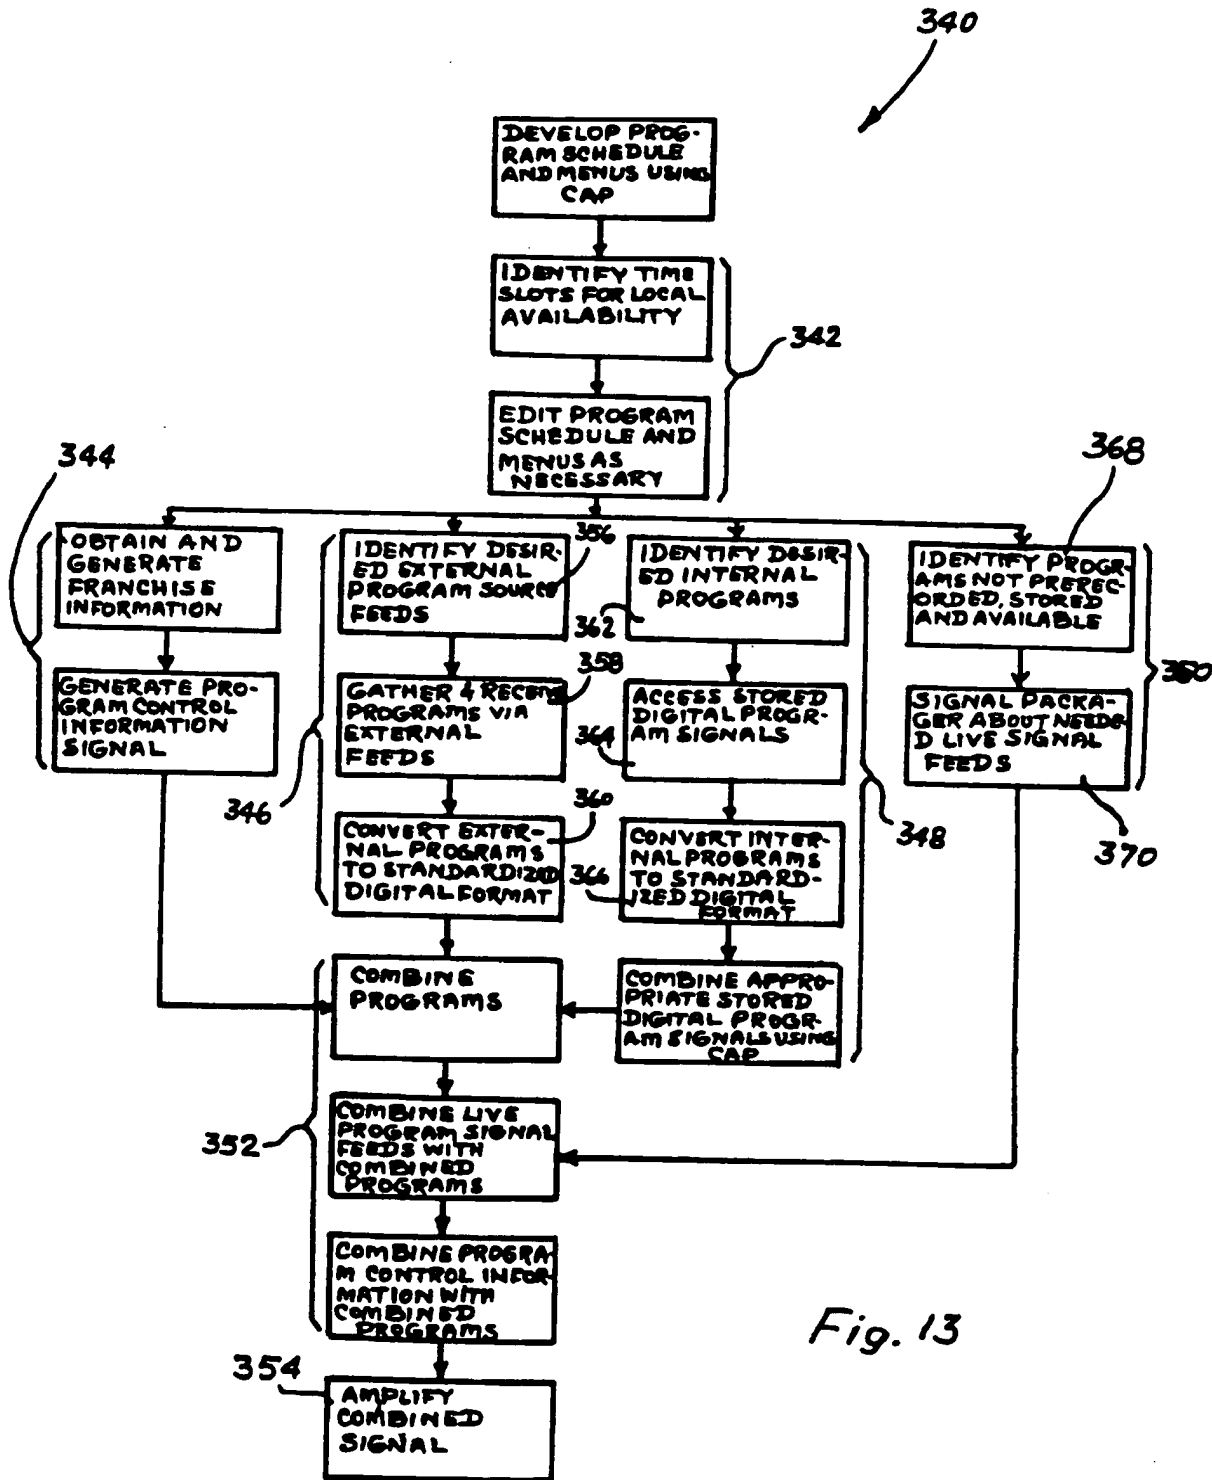 340
DEVELOP PROG-
RAM SCHEDULE
AND MENUS USING
CAP
IDENTIFY TIME
SLOTS FOR LOCAL
AVAILABILITY
342
EDIT PROGRAM
SCHEDULE AND
MENUS AS
NECESSARY
344
OBTAIN AND
GENERATE
FRANCHISE
INFORMATION
GENERATE PRO-
GRAM CONTROL
INFORMATION
SIGNAL
346
IDENTIFY DESIR-
ED EXTERNAL
PROGRAM SOURCE
FEEDS
356
GATHER & RECEIVE
PROGRAMS VIA
EXTERNAL
FEEDS
358
CONVERT EXTER-
NAL PROGRAMS
TO STANDARDIZED
DIGITAL FORMAT
360
IDENTIFY DESIR-
ED INTERNAL
PROGRAMS
362
ACCESS STORED
DIGITAL PROGR-
AM SIGNALS
364
CONVERT INTER-
NAL PROGRAMS
TO STANDARD-
IZED DIGITAL
FORMAT
366
COMBINE APPRO-
PRIATE STORED
DIGITAL PROGR-
AM SIGNALS USING
CAP
348
368
IDENTIFY PROGR-
AMS NOT PREREC-
ORDED, STORED
AND AVAILABLE
SIGNAL PACKA-
GER ABOUT NEEDE-
D LIVE SIGNAL
FEEDS
350
370
COMBINE
PROGRAMS
COMBINE LIVE
PROGRAM SIGNAL
FEEDS WITH
COMBINED
PROGRAMS
352
COMBINE PROGRA-
M CONTROL INFOR-
MATION WITH
COMBINED
PROGRAMS
354
AMPLIFY
COMBINED
SIGNAL
Fig. 13